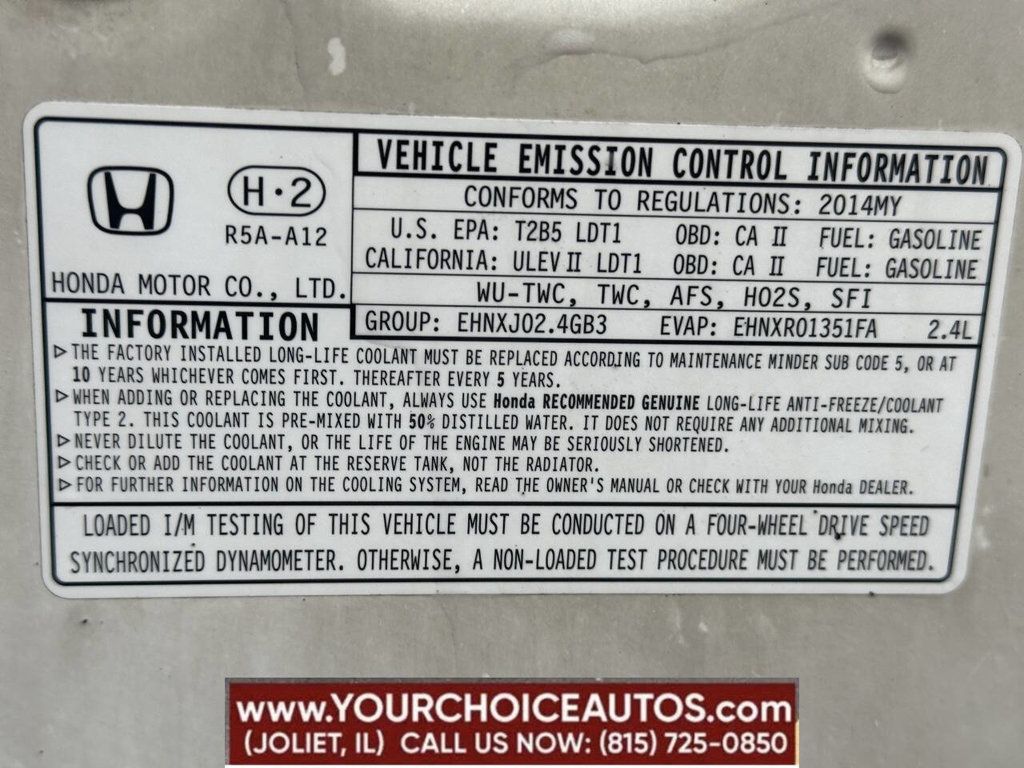 H·2
R5A-A12
HONDA MOTOR CO., LTD.
VEHICLE EMISSION CONTROL INFORMATION
CONFORMS TO REGULATIONS: 2014MY
U.S. EPA: T2B5 LDT1 OBD: CA II FUEL: GASOLINE
CALIFORNIA: ULEV II LDT1 OBD: CA II FUEL: GASOLINE
WU-TWC, TWC, AFS, HO2S, SFI
GROUP: EHNXJ02.4GB3 EVAP: EHNXR01351FA 2.4L
INFORMATION
▷THE FACTORY INSTALLED LONG-LIFE COOLANT MUST BE REPLACED ACCORDING TO MAINTENANCE MINDER SUB CODE 5, OR AT
10 YEARS WHICHEVER COMES FIRST. THEREAFTER EVERY 5 YEARS.
▷WHEN ADDING OR REPLACING THE COOLANT, ALWAYS USE Honda RECOMMENDED GENUINE LONG-LIFE ANTI-FREEZE/COOLANT
TYPE 2. THIS COOLANT IS PRE-MIXED WITH 50% DISTILLED WATER. IT DOES NOT REQUIRE ANY ADDITIONAL MIXING.
▷NEVER DILUTE THE COOLANT, OR THE LIFE OF THE ENGINE MAY BE SERIOUSLY SHORTENED.
▷CHECK OR ADD THE COOLANT AT THE RESERVE TANK, NOT THE RADIATOR.
▷FOR FURTHER INFORMATION ON THE COOLING SYSTEM, READ THE OWNER'S MANUAL OR CHECK WITH YOUR Honda DEALER.
LOADED I/M TESTING OF THIS VEHICLE MUST BE CONDUCTED ON A FOUR-WHEEL DRIVE SPEED
SYNCHRONIZED DYNAMOMETER. OTHERWISE, A NON-LOADED TEST PROCEDURE MUST BE PERFORMED.
www.YOURCHOICEAUTOS.com
(JOLIET, IL) CALL US NOW: (815) 725-0850